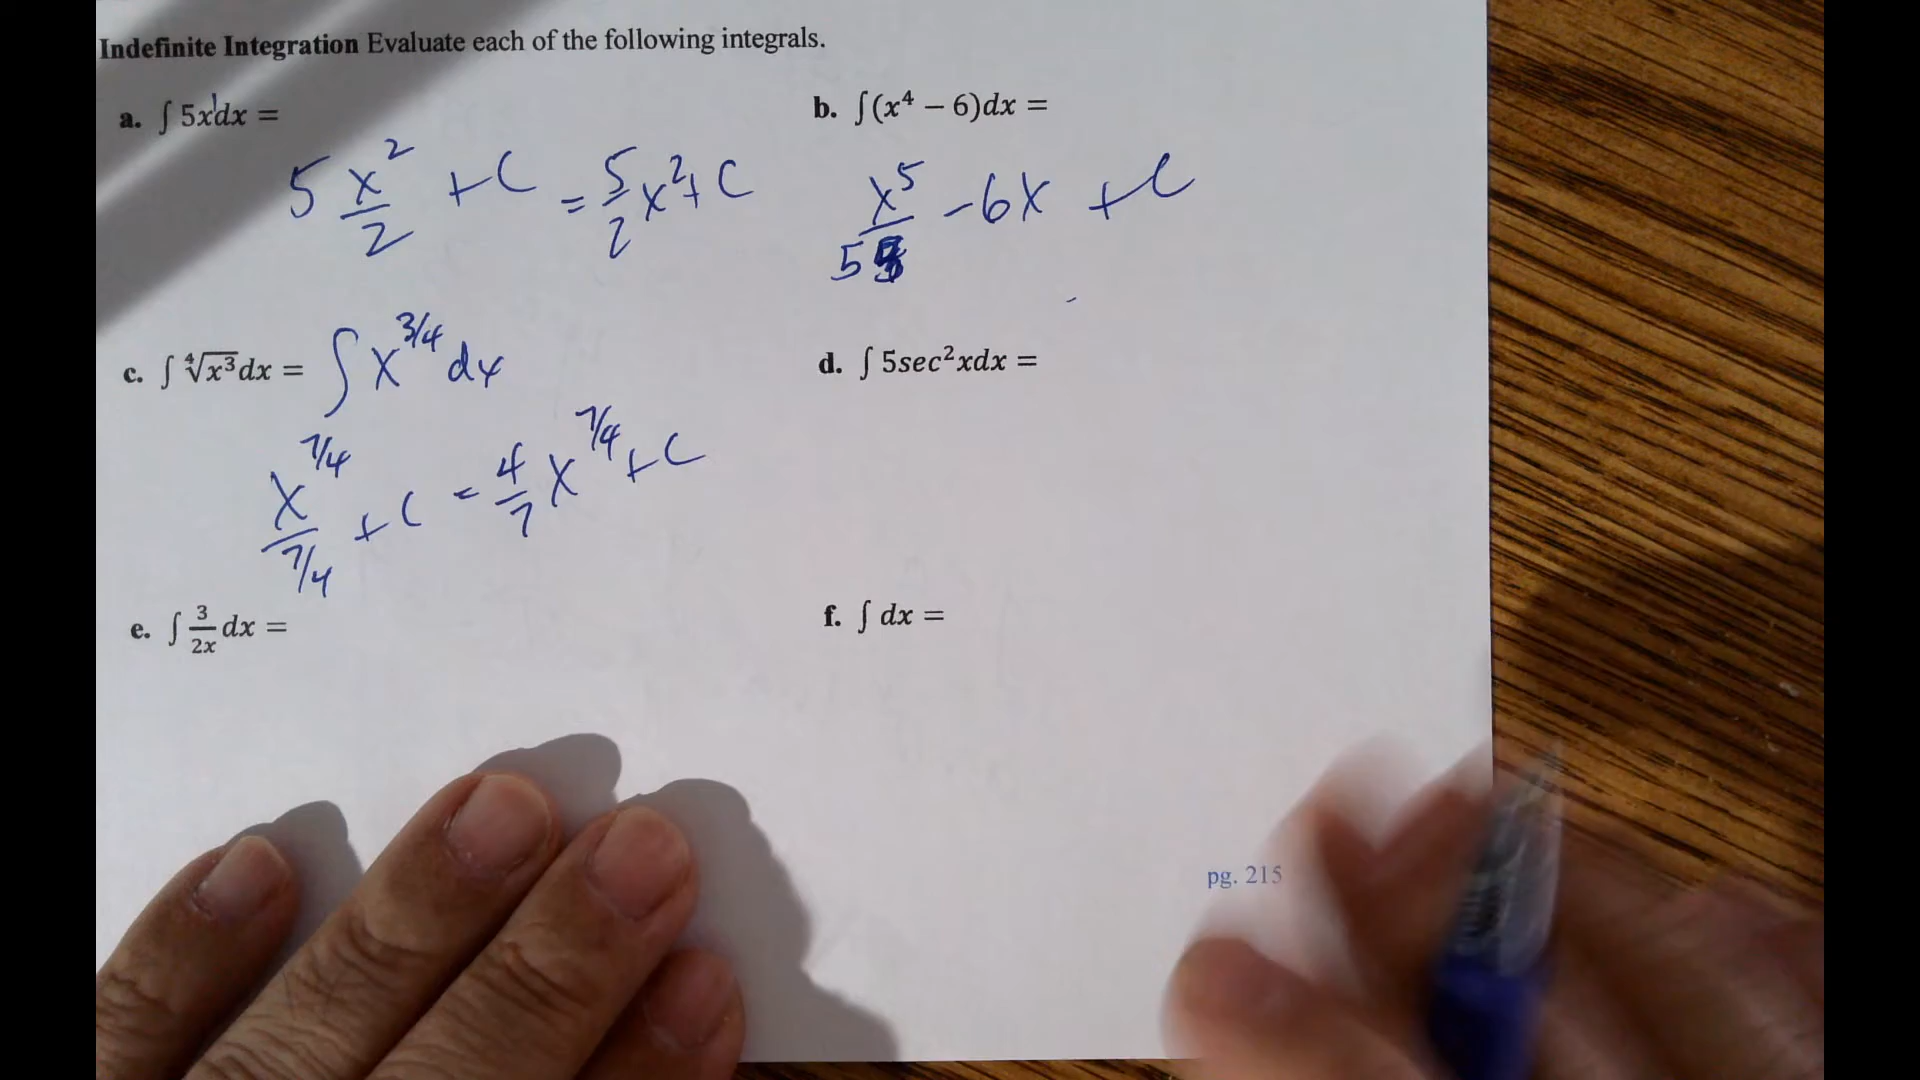 Indefinite Integration Evaluate each of the following integrals.
a. ∫ 5x¹dx =
5 x²/2 + C = 5/2 x² + C
b. ∫(x⁴ − 6)dx =
x⁵/5 − 6x + C
c. ∫ ∜x³ dx = ∫ x^3/4 dx
x^7/4 / 7/4 + C = 4/7 x^7/4 + C
d. ∫ 5sec²xdx =
e. ∫ 3/2x dx =
f. ∫ dx =
pg. 215